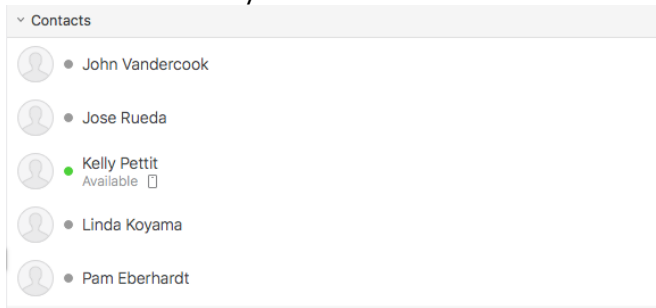 Contacts
John Vandercook
Jose Rueda
Kelly Pettit
Available
Linda Koyama
Pam Eberhardt